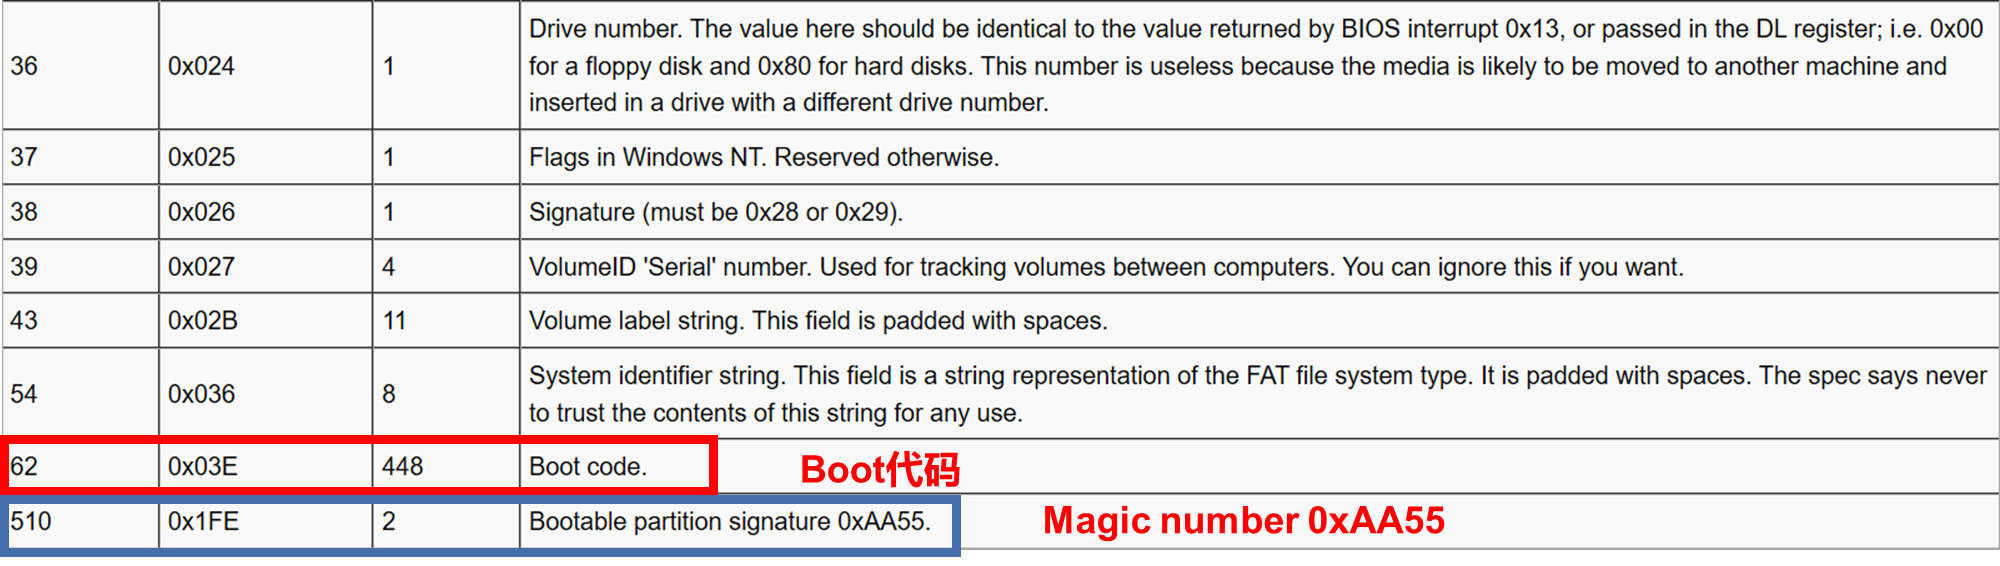 Drive number. The value here should be identical to the value returned by BIOS interrupt 0x13, or passed in the DL register; i.e. 0x00
36 0x024 1 for a floppy disk and 0x80 for hard disks. This number is useless because the media is likely to be moved to another machine and
inserted in a drive with a different drive number.
37 0x025 1 Flags in Windows NT. Reserved otherwise.
38 0x026 1 Signature (must be 0x28 or 0x29).
39 0x027 4 VolumeID 'Serial' number. Used for tracking volumes between computers. You can ignore this if you want.
43 0x02B 11 Volume label string. This field is padded with spaces.
54 0x036 8 System identifier string. This field is a string representation of the FAT file system type. It is padded with spaces. The spec says never
to trust the contents of this string for any use.
62 0x03E 448 Boot code. Boot代码
510 0x1FE 2 Bootable partition signature 0xAA55. Magic number 0xAA55